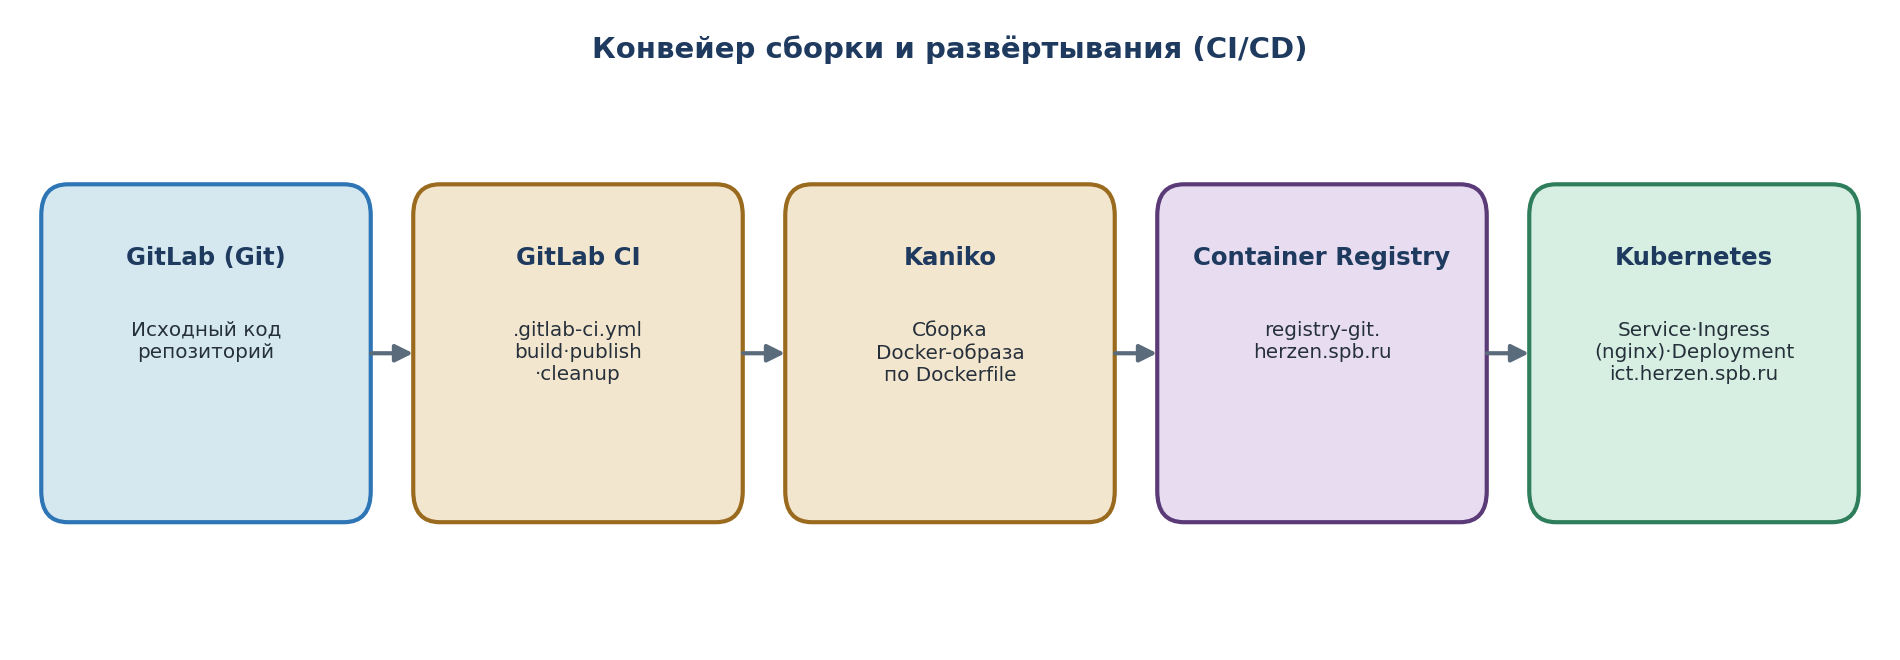 Конвейер сборки и развёртывания (CI/CD)
GitLab (Git)
Исходный код
репозиторий
GitLab CI
.gitlab-ci.yml
build·publish
·cleanup
Kaniko
Сборка
Docker-образа
по Dockerfile
Container Registry
registry-git.
herzen.spb.ru
Kubernetes
Service·Ingress
(nginx)·Deployment
ict.herzen.spb.ru